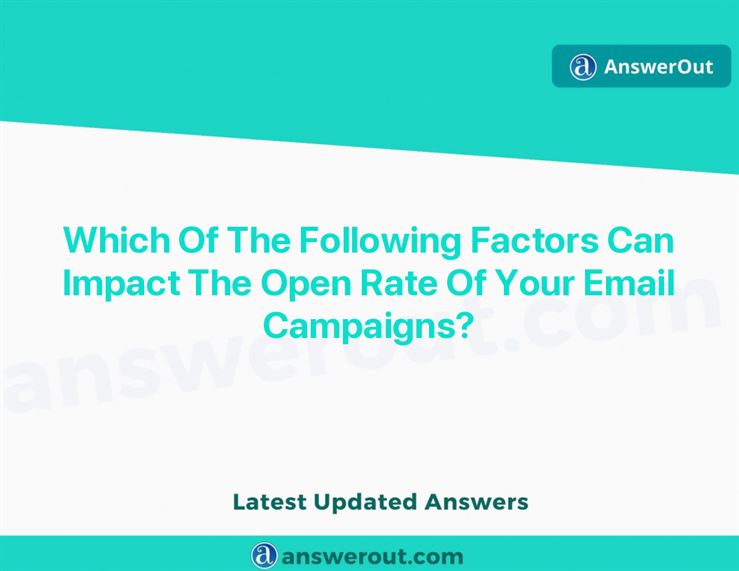 AnswerOut
Which Of The Following Factors Can
Impact The Open Rate Of Your Email
Campaigns?
answerout.com
Latest Updated Answers
answerout.com